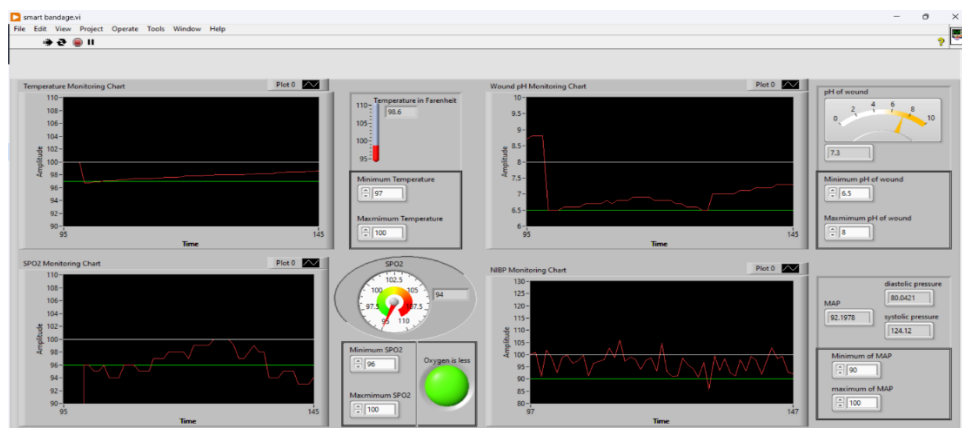 smart bandage.vi
File Edit View Project Operate Tools Window Help
Temperature Monitoring Chart
Plot 0
110
108
106
104
102
100
98
96
94
92
90
Amplitude
95
145
Time
Temperature in Farenheit
98.6
110
105
100
95
Minimum Temperature
97
Maxmimum Temperature
100
Wound pH Monitoring Chart
Plot 0
10
9.5
9
8.5
8
7.5
7
6.5
6
Amplitude
95
145
Time
pH of wound
0 2 4 6 8 10
7.3
Minimum pH of wound
6.5
Maxmimum pH of wound
8
SPO2 Monitoring Chart
Plot 0
110
108
106
104
102
100
98
96
94
92
90
Amplitude
95
145
Time
SPO2
95 97.5 100 102.5 105 107.5 110
94
Minimum SPO2
96
Maxmimum SPO2
100
Oxygen is less
NIBP Monitoring Chart
Plot 0
130
125
120
115
110
105
100
95
90
85
80
Amplitude
97
147
Time
diastolic pressure
80.0421
MAP
92.1978
systolic pressure
124.12
Minimum of MAP
90
maximum of MAP
100